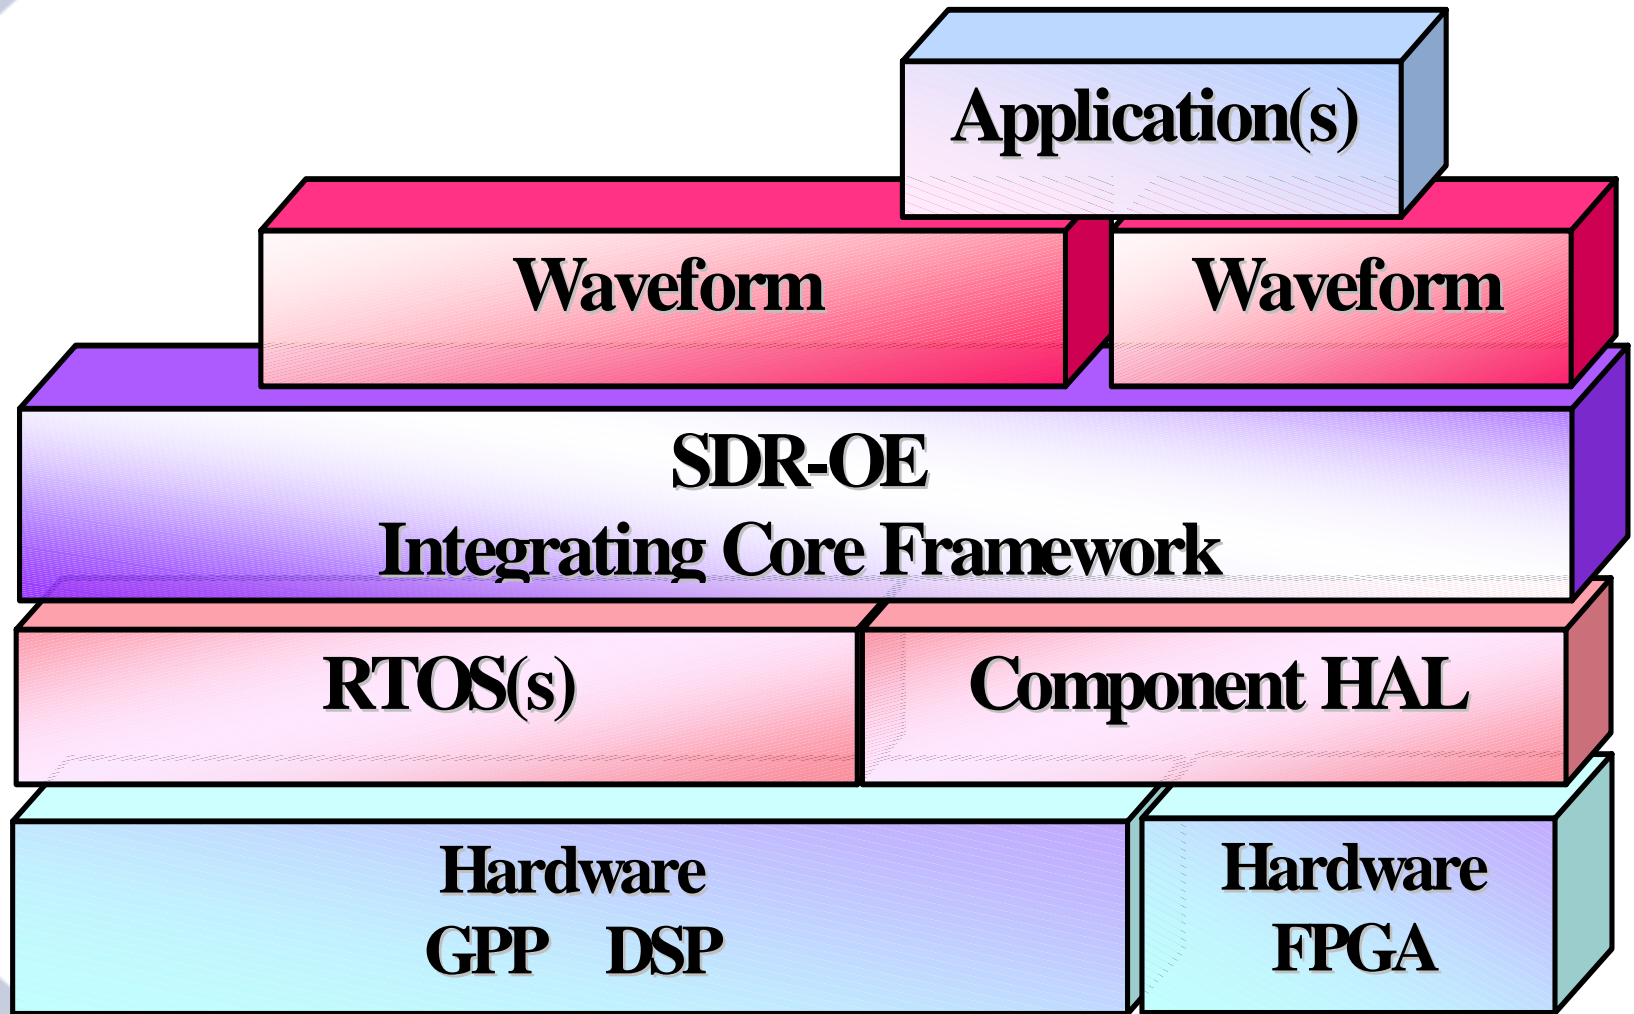 Application(s)
Waveform
Waveform
SDR-OE
Integrating Core Framework
RTOS(s)
Component HAL
Hardware
GPP DSP
Hardware
FPGA